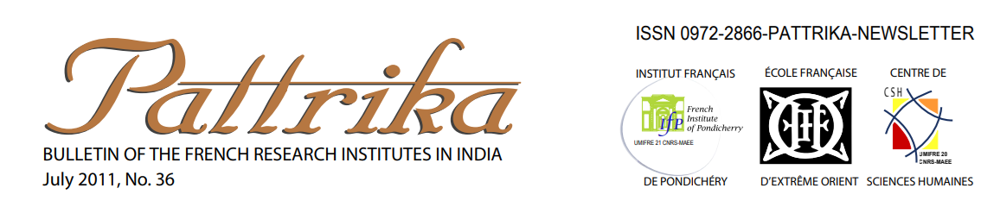 Pattrika
BULLETIN OF THE FRENCH RESEARCH INSTITUTES IN INDIA
July 2011, No. 36
ISSN 0972-2866-PATTRIKA-NEWSLETTER
INSTITUT FRANÇAIS
IfP
French
Institute
of Pondicherry
UMIFRE 21 CNRS-MAEE
DE PONDICHÉRY
ÉCOLE FRANÇAISE
D'EXTRÊME ORIENT
CENTRE DE
CSH
UMIFRE 20
CNRS-MAEE
SCIENCES HUMAINES